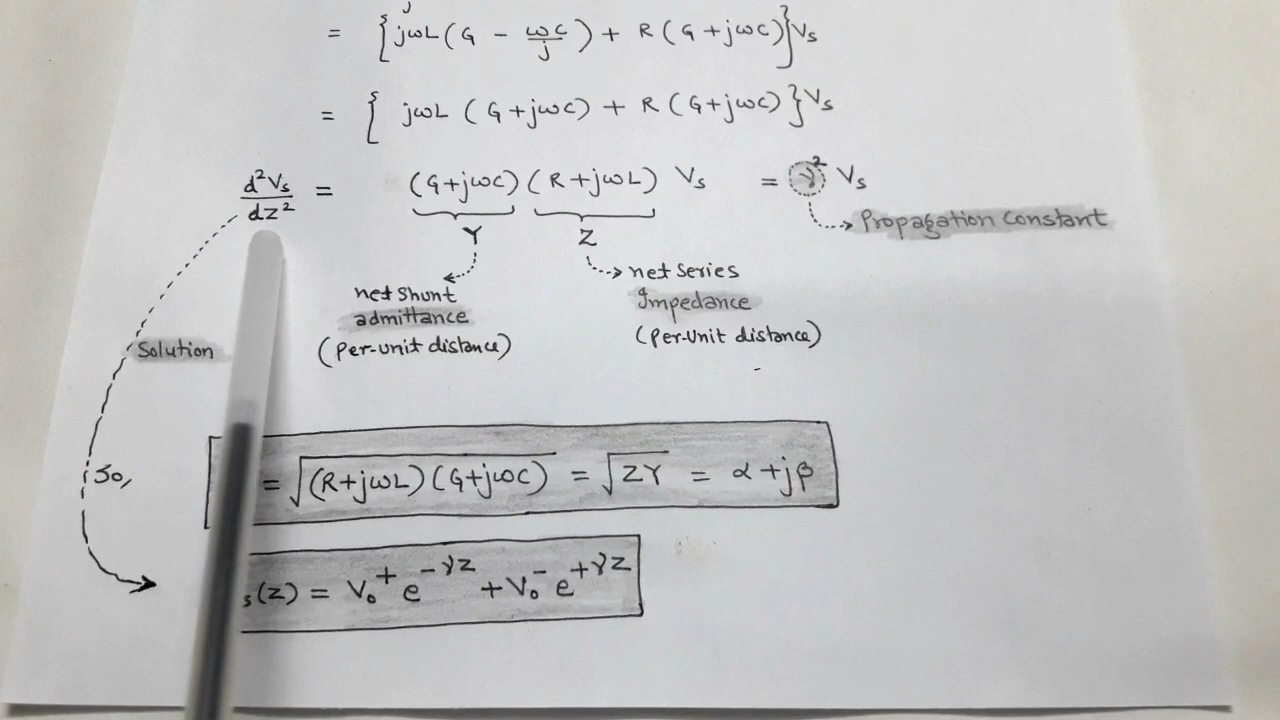 = {jωL(G - ωC/j) + R(G+jωC)}Vs
= { jωL (G+jωC) + R (G+jωC) }Vs
d²Vs/dz² = (G+jωC)(R+jωL) Vs = γ² Vs
Propagation Constant
Y Z
net shunt
admittance
(per-unit distance)
net series
Impedance
(per-unit distance)
Solution
So,
= √(R+jωL)(G+jωC) = √ZY = α+jβ
s(z) = V₀⁺ e^-γz + V₀⁻ e^+γz